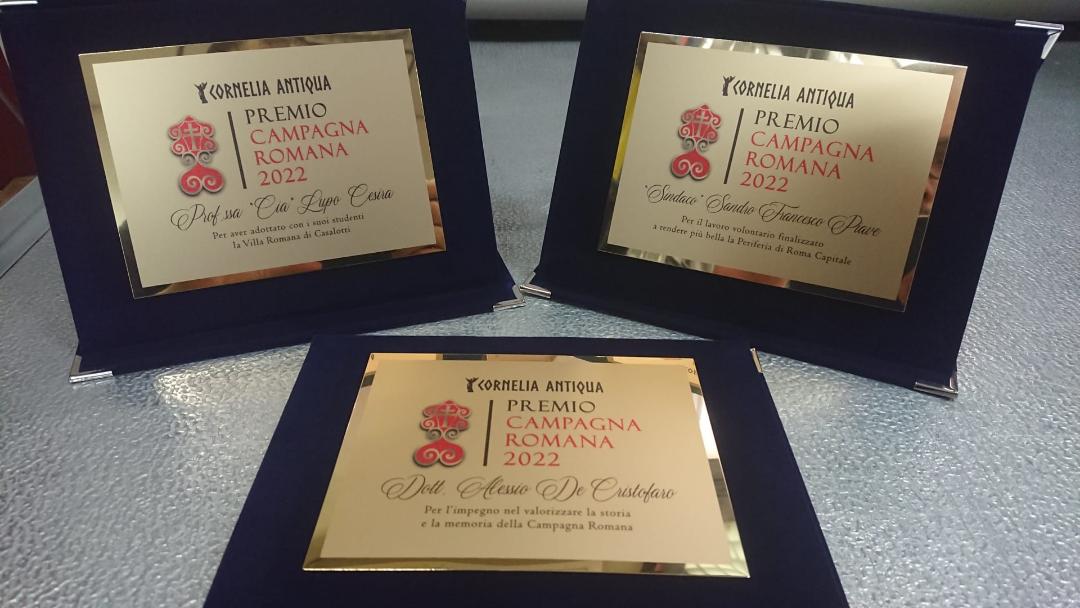 CORNELIA ANTIQUA
PREMIO
CAMPAGNA
ROMANA
2022
Prof.ssa "Cia" Lupo Cesira
Per aver adottato con i suoi studenti
la Villa Romana di Casalotti
CORNELIA ANTIQUA
PREMIO
CAMPAGNA
ROMANA
2022
"Sindaco" Sandro Francesco Piave
Per il lavoro volontario finalizzato
a rendere più bella la Periferia di Roma Capitale
CORNELIA ANTIQUA
PREMIO
CAMPAGNA
ROMANA
2022
Dott. Alessio De Cristofaro
Per l'impegno nel valorizzare la storia
e la memoria della Campagna Romana